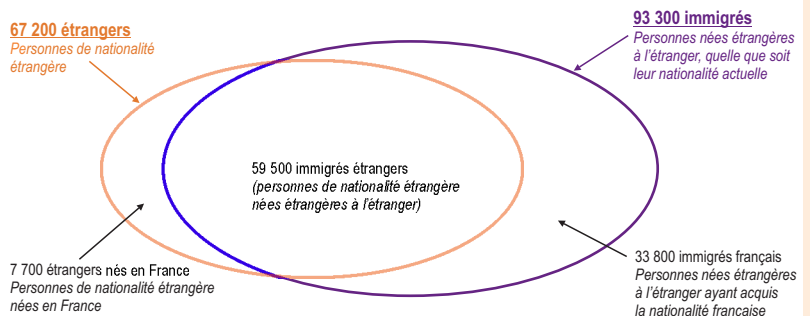 67 200 étrangers
Personnes de nationalité
étrangère
93 300 immigrés
Personnes nées étrangères
à l'étranger, quelle que soit
leur nationalité actuelle
59 500 immigrés étrangers
(personnes de nationalité étrangère
nées étrangères à l'étranger)
7 700 étrangers nés en France
Personnes de nationalité étrangère
nées en France
33 800 immigrés français
Personnes nées étrangères
à l'étranger ayant acquis
la nationalité française